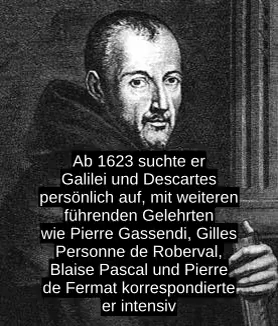 Ab 1623 suchte er
Galilei und Descartes
persönlich auf, mit weiteren
führenden Gelehrten
wie Pierre Gassendi, Gilles
Personne de Roberval,
Blaise Pascal und Pierre
de Fermat korrespondierte
er intensiv